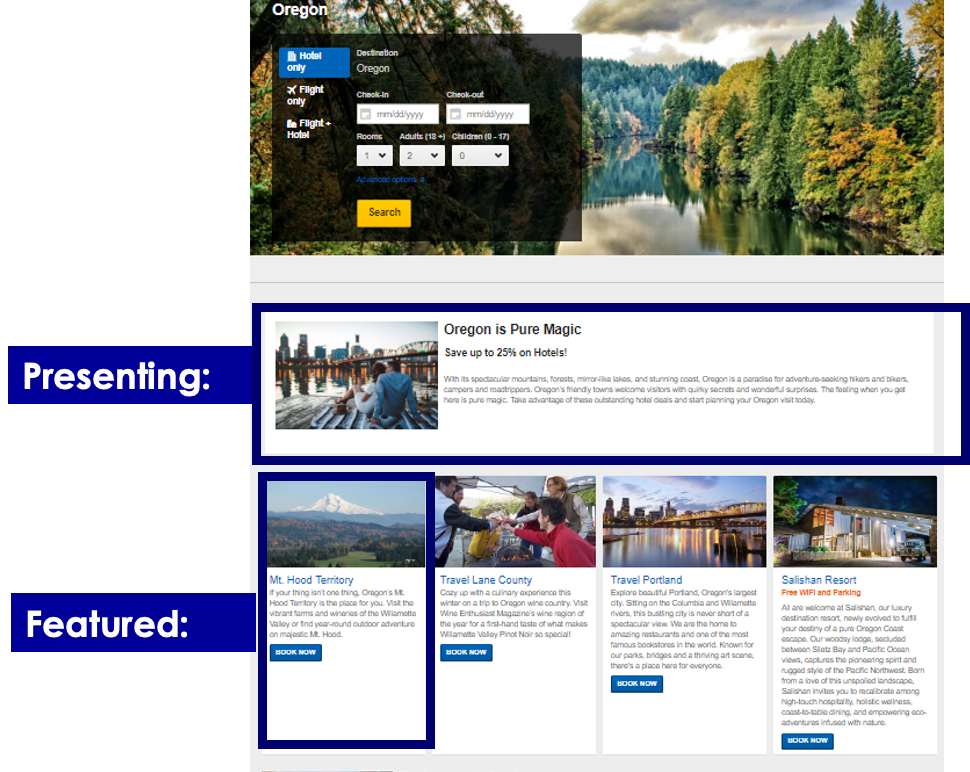 Oregon
Hotel only
Destination
Oregon
Flight only
Check-in
Check-out
mm/dd/yyyy
mm/dd/yyyy
Flight + Hotel
Rooms
Adults (18 +)
Children (0 - 17)
1
2
0
Advanced options
Search
Presenting:
Oregon is Pure Magic
Save up to 25% on Hotels!
With its spectacular mountains, forests, mirror-like lakes, and stunning coast, Oregon is a paradise for adventure-seeking hikers and bikers,
campers and roadtrippers. Oregon's friendly towns welcome visitors with quirky secrets and wonderful surprises. The feeling when you get
here is pure magic. Take advantage of these outstanding hotel deals and start planning your Oregon visit today.
Featured:
Mt. Hood Territory
If your thing isn't one thing, Oregon's Mt.
Hood Territory is the place for you. Visit the
vibrant farms and wineries of the Willamette
Valley or find year-round outdoor adventure
on majestic Mt. Hood.
BOOK NOW
Travel Lane County
Cozy up with a culinary experience this
winter on a trip to Oregon wine country. Visit
Wine Enthusiast Magazine's wine region of
the year for a first-hand taste of what makes
Willamette Valley Pinot Noir so special!
BOOK NOW
Travel Portland
Explore beautiful Portland, Oregon's largest
city. Sitting on the Columbia and Willamette
rivers, this bustling city is never short of a
spectacular view. We are the home to
amazing restaurants and one of the most
famous bookstores in the world. Known for
our parks, bridges and a thriving art scene,
there's a place here for everyone.
BOOK NOW
Salishan Resort
Free WIFI and Parking
All are welcome at Salishan, our luxury
destination resort, newly evolved to fulfill
your destiny of a pure Oregon Coast
escape. Our woodsy lodge, secluded
between Siletz Bay and Pacific Ocean
views, captures the pioneering spirit and
rugged style of the Pacific Northwest. Born
from a love of this unspoiled landscape,
Salishan invites you to recalibrate among
high-touch hospitality, holistic wellness,
coast-to-table dining, and empowering eco-
adventures infused with nature.
BOOK NOW